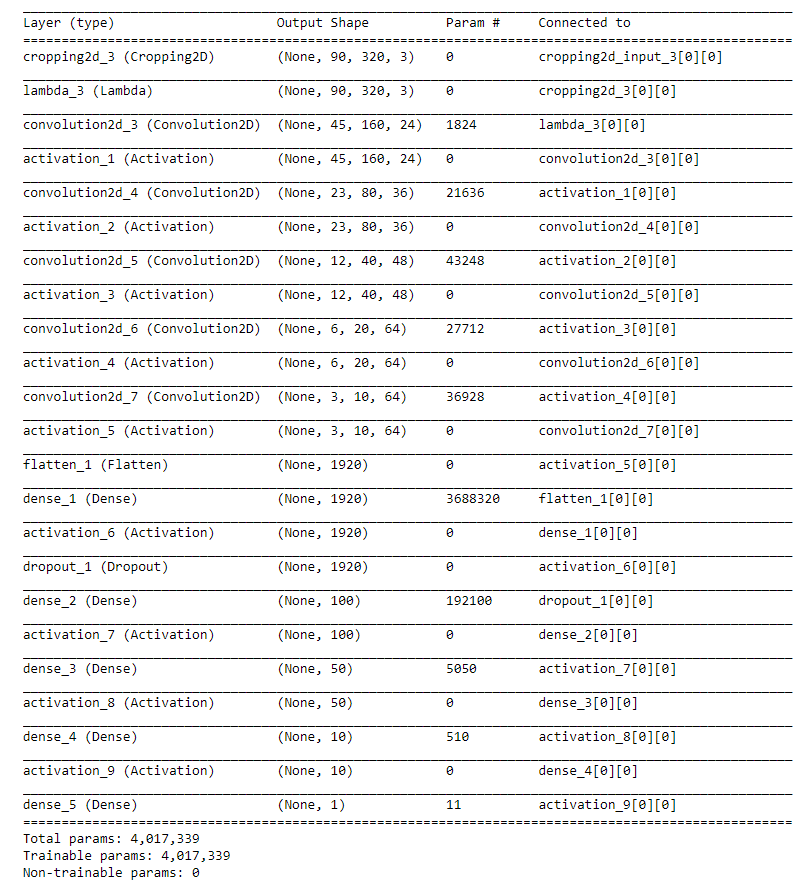 Layer (type) Output Shape Param # Connected to
cropping2d_3 (Cropping2D) (None, 90, 320, 3) 0 cropping2d_input_3[0][0]
lambda_3 (Lambda) (None, 90, 320, 3) 0 cropping2d_3[0][0]
convolution2d_3 (Convolution2D) (None, 45, 160, 24) 1824 lambda_3[0][0]
activation_1 (Activation) (None, 45, 160, 24) 0 convolution2d_3[0][0]
convolution2d_4 (Convolution2D) (None, 23, 80, 36) 21636 activation_1[0][0]
activation_2 (Activation) (None, 23, 80, 36) 0 convolution2d_4[0][0]
convolution2d_5 (Convolution2D) (None, 12, 40, 48) 43248 activation_2[0][0]
activation_3 (Activation) (None, 12, 40, 48) 0 convolution2d_5[0][0]
convolution2d_6 (Convolution2D) (None, 6, 20, 64) 27712 activation_3[0][0]
activation_4 (Activation) (None, 6, 20, 64) 0 convolution2d_6[0][0]
convolution2d_7 (Convolution2D) (None, 3, 10, 64) 36928 activation_4[0][0]
activation_5 (Activation) (None, 3, 10, 64) 0 convolution2d_7[0][0]
flatten_1 (Flatten) (None, 1920) 0 activation_5[0][0]
dense_1 (Dense) (None, 1920) 3688320 flatten_1[0][0]
activation_6 (Activation) (None, 1920) 0 dense_1[0][0]
dropout_1 (Dropout) (None, 1920) 0 activation_6[0][0]
dense_2 (Dense) (None, 100) 192100 dropout_1[0][0]
activation_7 (Activation) (None, 100) 0 dense_2[0][0]
dense_3 (Dense) (None, 50) 5050 activation_7[0][0]
activation_8 (Activation) (None, 50) 0 dense_3[0][0]
dense_4 (Dense) (None, 10) 510 activation_8[0][0]
activation_9 (Activation) (None, 10) 0 dense_4[0][0]
dense_5 (Dense) (None, 1) 11 activation_9[0][0]
Total params: 4,017,339
Trainable params: 4,017,339
Non-trainable params: 0